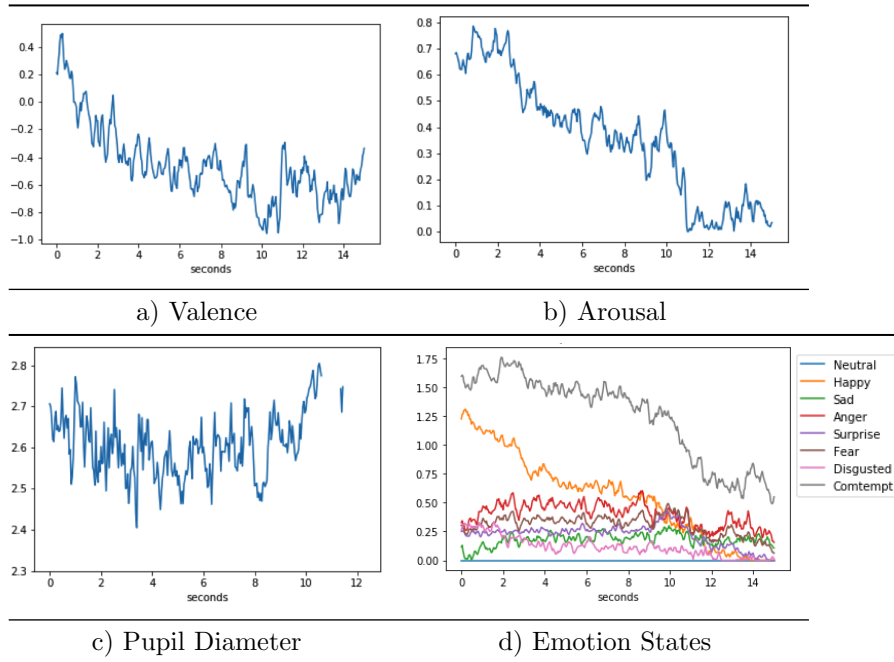 0.4
0.2
0.0
−0.2
−0.4
−0.6
−0.8
−1.0
0 2 4 6 8 10 12 14
seconds
0.8
0.7
0.6
0.5
0.4
0.3
0.2
0.1
0.0
0 2 4 6 8 10 12 14
seconds
a) Valence
b) Arousal
2.8
2.7
2.6
2.5
2.4
2.3
0 2 4 6 8 10 12
seconds
1.75
1.50
1.25
1.00
0.75
0.50
0.25
0.00
0 2 4 6 8 10 12 14
seconds
Neutral
Happy
Sad
Anger
Surprise
Fear
Disgusted
Comtempt
c) Pupil Diameter
d) Emotion States